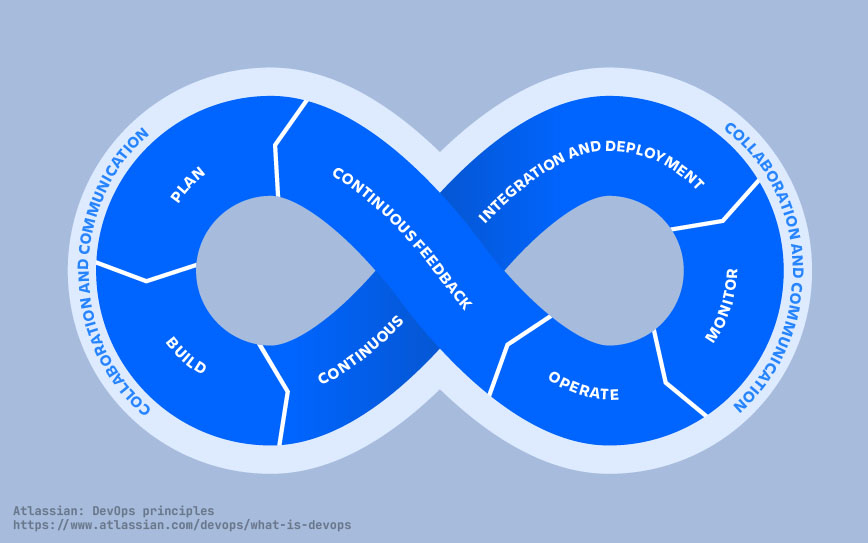 COLLABORATION AND COMMUNICATION
PLAN
BUILD
CONTINUOUS
INTEGRATION AND DEPLOYMENT
MONITOR
OPERATE
CONTINUOUS FEEDBACK
COLLABORATION AND COMMUNICATION
Atlassian: DevOps principles
https://www.atlassian.com/devops/what-is-devops